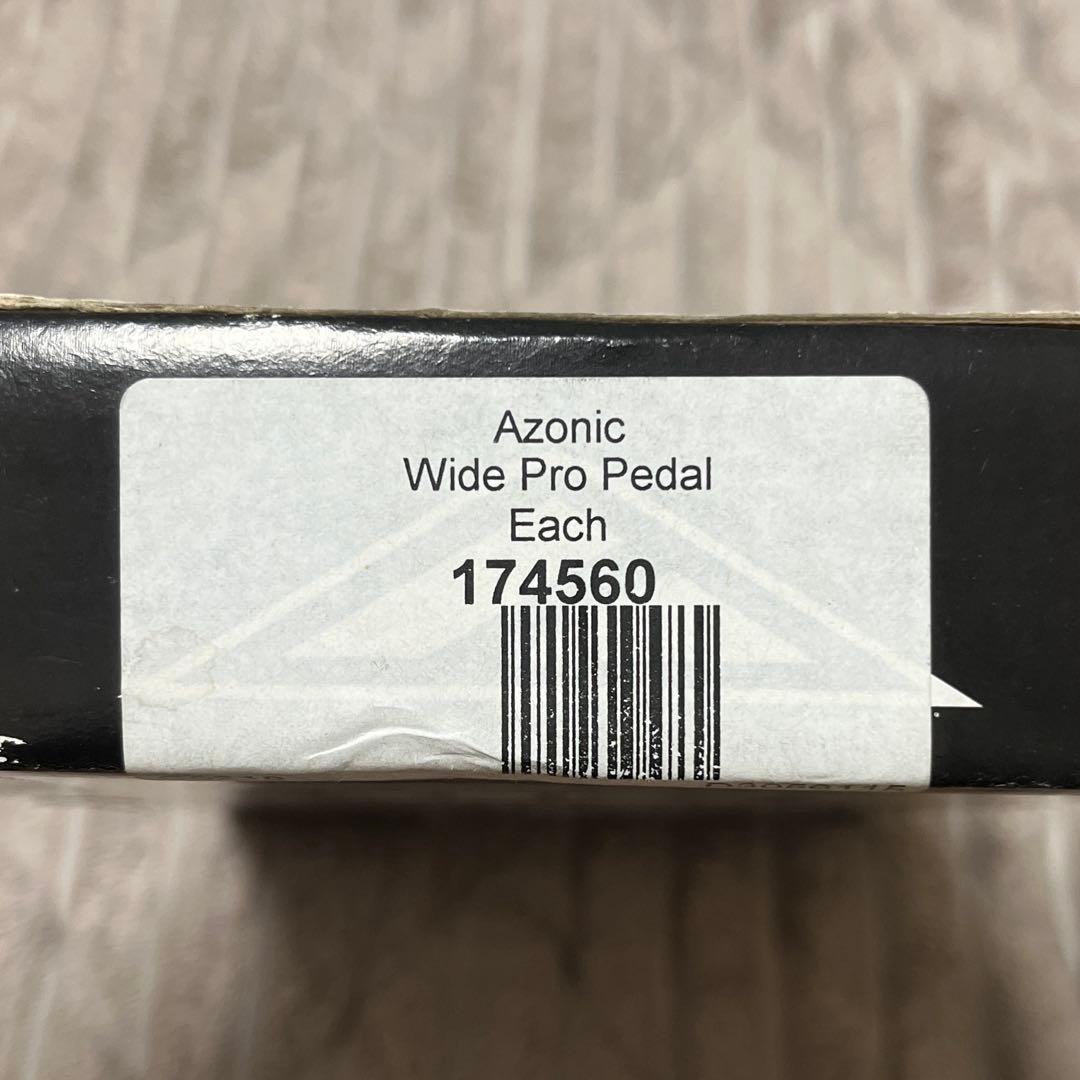 Azonic
Wide Pro Pedal
Each
174560